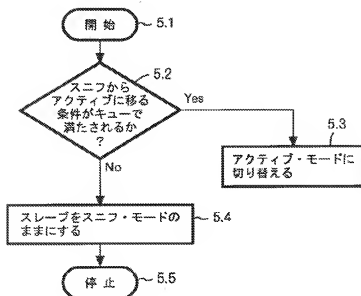 開 始
5.1
5.2
スニフから
アクティブに移る
条件がキューで
満たされるか
？
Yes
5.3
アクティブ・モードに
切り替える
No
スレーブをスニフ・モードの
ままにする
5.4
停 止
5.5